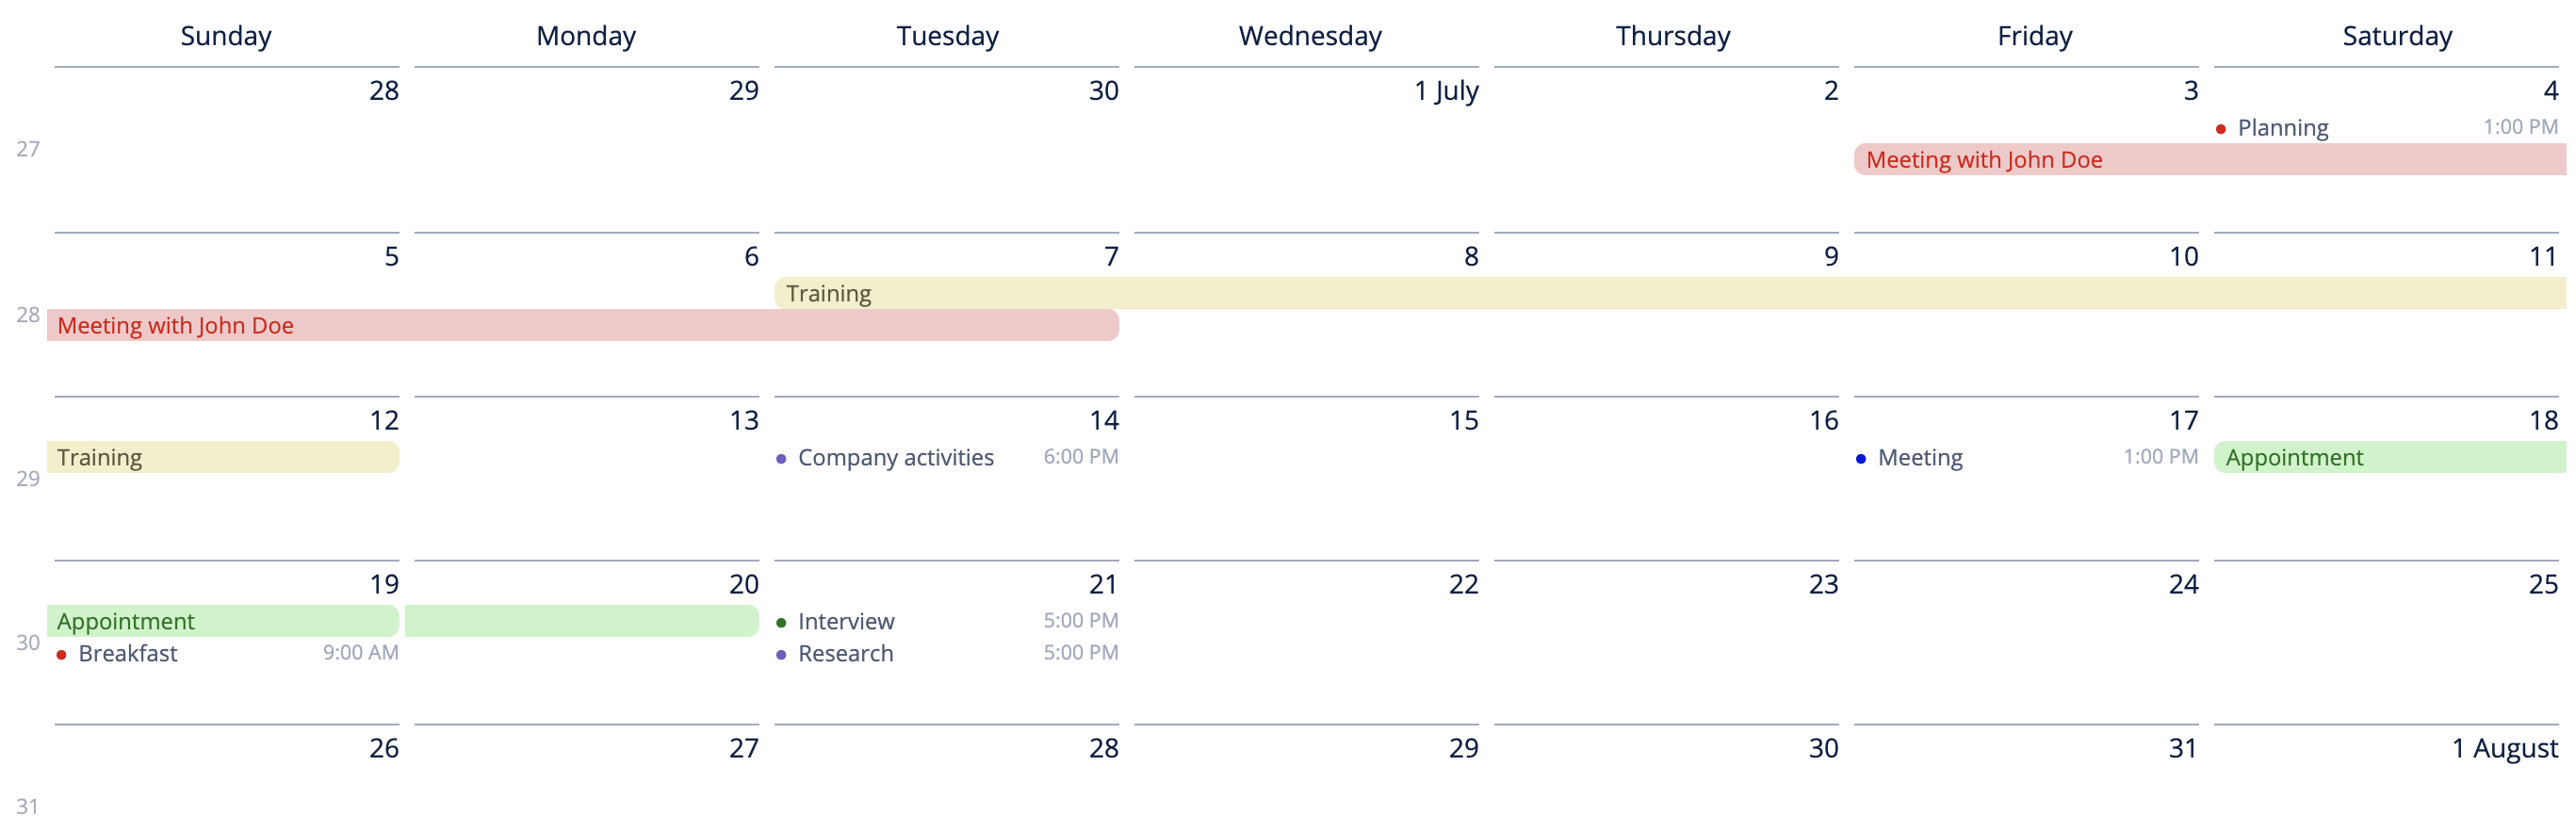 Sunday Monday Tuesday Wednesday Thursday Friday Saturday
28 29 30 1 July 2 3 4
Planning 1:00 PM
27
Meeting with John Doe
5 6 7 8 9 10 11
Training
28
Meeting with John Doe
12 13 14 15 16 17 18
Training Company activities 6:00 PM Meeting 1:00 PM Appointment
29
19 20 21 22 23 24 25
Appointment Interview 5:00 PM
30
Breakfast 9:00 AM Research 5:00 PM
26 27 28 29 30 31 1 August
31